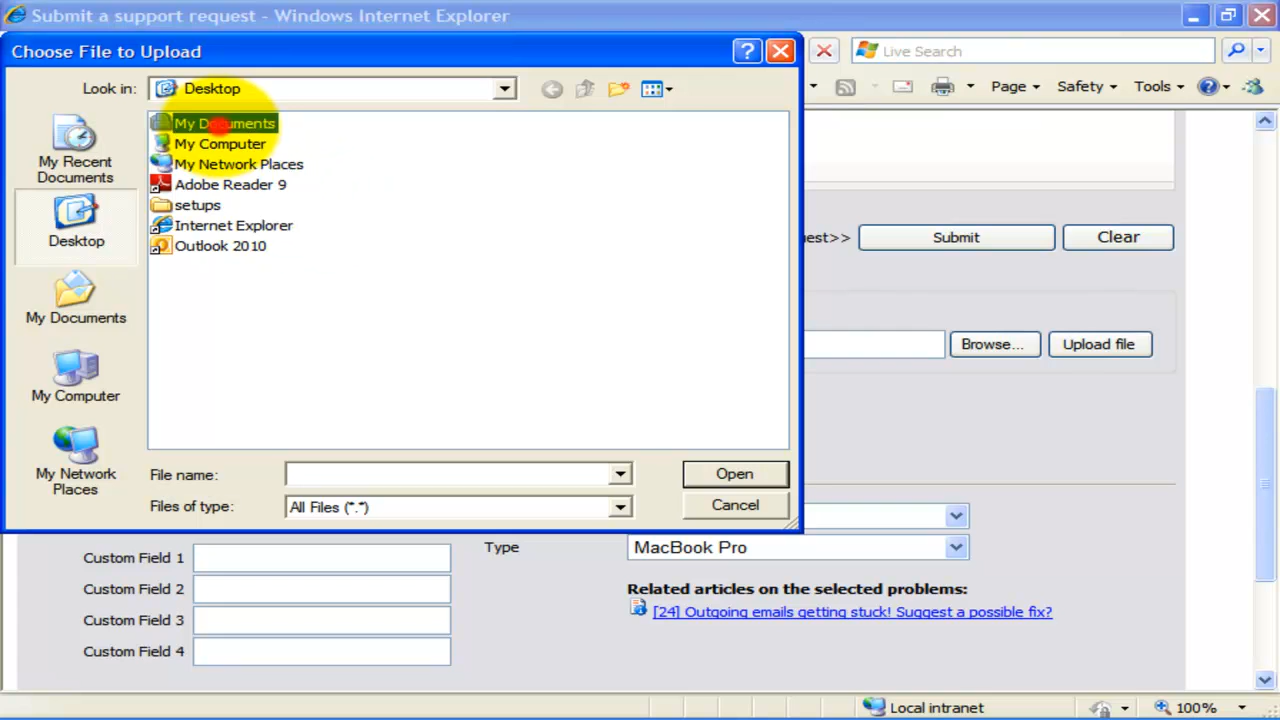 Submit a support request - Windows Internet Explorer
Choose File to Upload
Live Search
Look in:
Desktop
Page
Safety
Tools
My Recent
Documents
Desktop
My Documents
My Computer
My Network
Places
My Documents
My Computer
My Network Places
Adobe Reader 9
setups
Internet Explorer
Outlook 2010
File name:
Open
Files of type:
All Files (*.*)
Cancel
est>>
Submit
Clear
Browse...
Upload file
Custom Field 1
Custom Field 2
Custom Field 3
Custom Field 4
Type
MacBook Pro
Related articles on the selected problems:
[24] Outgoing emails getting stuck! Suggest a possible fix?
Local intranet
100%